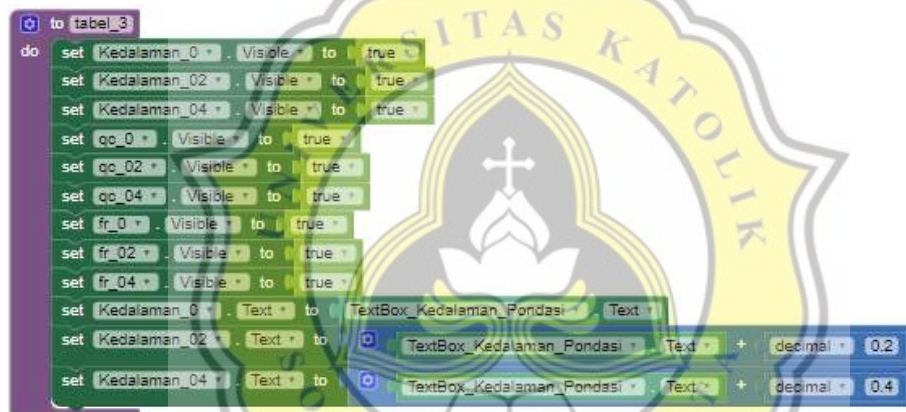 to tabel_3
do set Kedalaman_0 . Visible to true
set Kedalaman_02 . Visible to true
set Kedalaman_04 . Visible to true
set qc_0 . Visible to true
set qc_02 . Visible to true
set qc_04 . Visible to true
set fr_0 . Visible to true
set fr_02 . Visible to true
set fr_04 . Visible to true
set Kedalaman_0 . Text to TextBox_Kedalaman_Pondasi . Text
set Kedalaman_02 . Text to TextBox_Kedalaman_Pondasi . Text + decimal 0.2
set Kedalaman_04 . Text to TextBox_Kedalaman_Pondasi . Text + decimal 0.4
ITAS KATOLIK